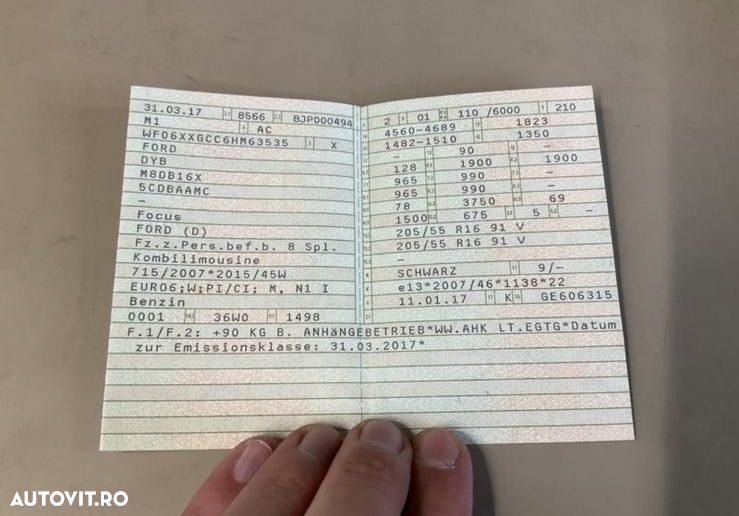 31.03.17 8566 BJP000494
M1 AC
WF06XXGCC6HM63535 X
FORD
DYB
M8DB16X
5CDBAAMC
–
Focus
FORD (D)
Fz.z.Pers.bef.b. 8 Spl.
Kombilimousine
715/2007*2015/45W
EURO6;W;PI/CI; M, N1 I
Benzin
0001 36W0 1498
2 01 110 /6000 210
4560-4689 1823
1482-1510 1350
– 90 –
128 1900 1900
965 990 –
965 990 –
78 3750 69
1500 675 5 –
205/55 R16 91 V
205/55 R16 91 V
–
SCHWARZ 9/–
e13*2007/46*1138*22
11.01.17 K GE606315
F.1/F.2: +90 KG B. ANHÄNGEBETRIEB*WW.AHK LT.EGTG*Datum
zur Emissionsklasse: 31.03.2017*
AUTOVIT.RO